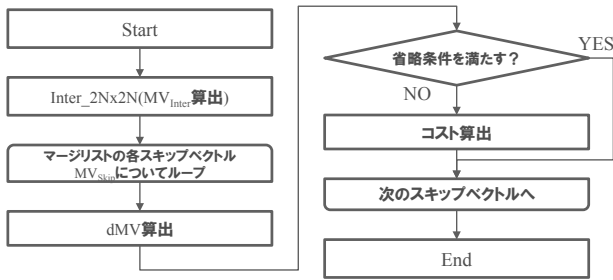 Start
Inter_2Nx2N(MVInter算出)
マージリストの各スキップベクトル
MVSkipについてループ
dMV算出
省略条件を満たす?
YES
NO
コスト算出
次のスキップベクトルへ
End